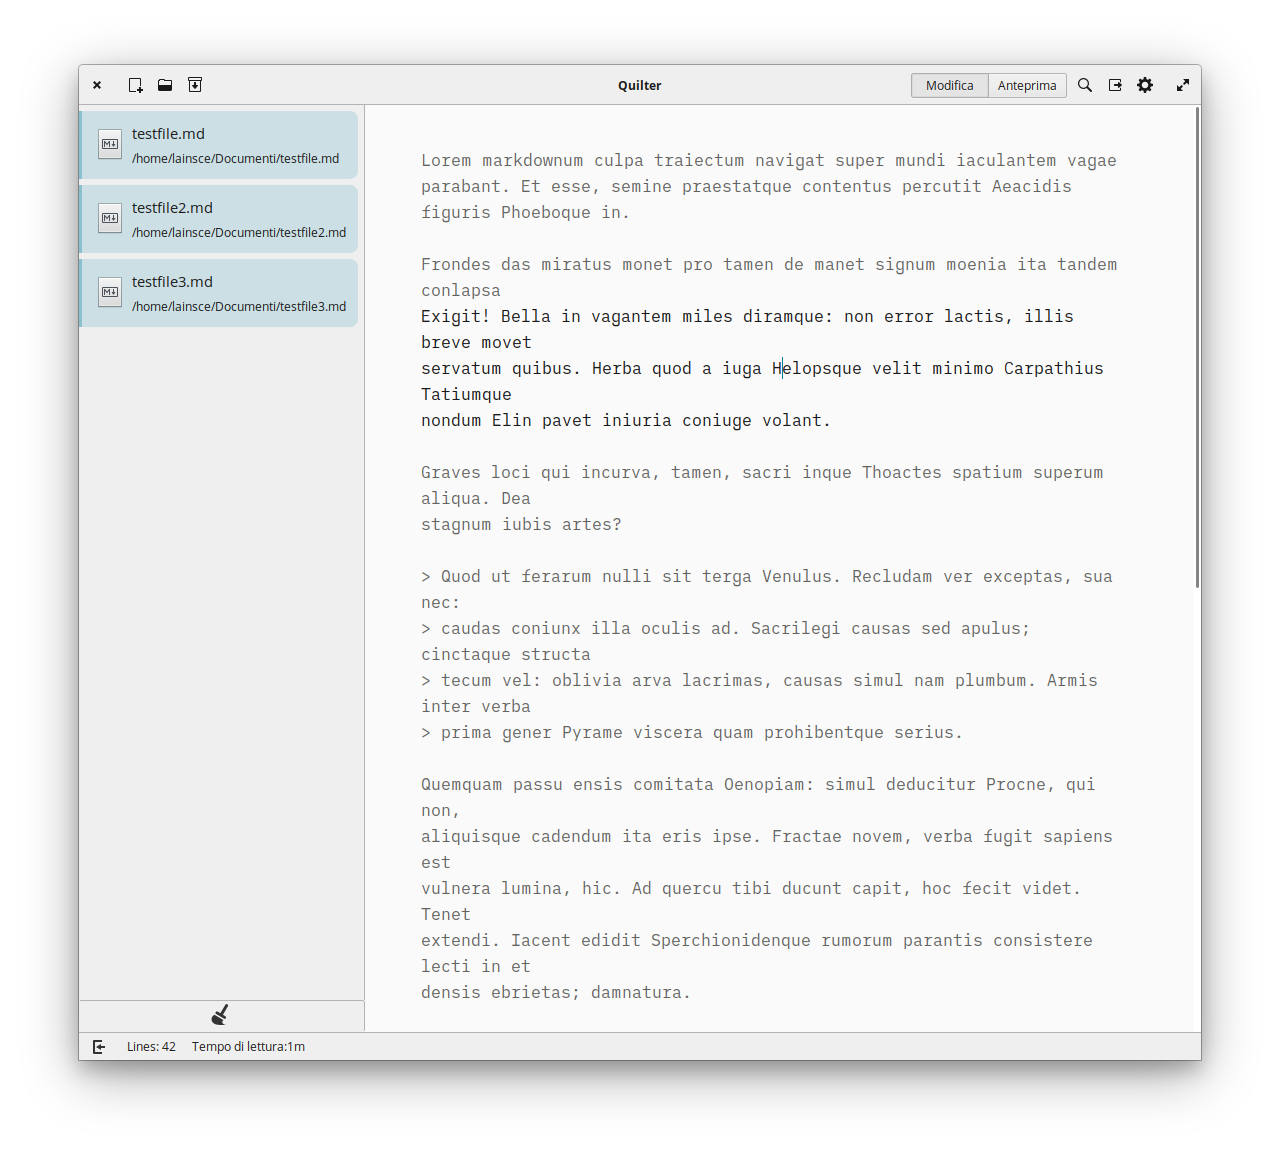 Quilter
Modifica
Anteprima
testfile.md
/home/lainsce/Documenti/testfile.md
testfile2.md
/home/lainsce/Documenti/testfile2.md
testfile3.md
/home/lainsce/Documenti/testfile3.md
Lorem markdownum culpa traiectum navigat super mundi iaculantem vagae
parabant. Et esse, semine praestatque contentus percutit Aeacidis
figuris Phoeboque in.
Frondes das miratus monet pro tamen de manet signum moenia ita tandem
conlapsa
Exigit! Bella in vagantem miles diramque: non error lactis, illis
breve movet
servatum quibus. Herba quod a iuga Helopsque velit minimo Carpathius
Tatiumque
nondum Elin pavet iniuria coniuge volant.
Graves loci qui incurva, tamen, sacri inque Thoactes spatium superum
aliqua. Dea
stagnum iubis artes?
> Quod ut ferarum nulli sit terga Venulus. Recludam ver exceptas, sua
nec:
> caudas coniunx illa oculis ad. Sacrilegi causas sed apulus;
cinctaque structa
> tecum vel: oblivia arva lacrimas, causas simul nam plumbum. Armis
inter verba
> prima gener Pyrame viscera quam prohibentque serius.
Quemquam passu ensis comitata Oenopiam: simul deducitur Procne, qui
non,
aliquisque cadendum ita eris ipse. Fractae novem, verba fugit sapiens
est
vulnera lumina, hic. Ad quercu tibi ducunt capit, hoc fecit videt.
Tenet
extendi. Iacent edidit Sperchionidenque rumorum parantis consistere
lecti in et
densis ebrietas; damnatura.
Lines: 42
Tempo di lettura:1m